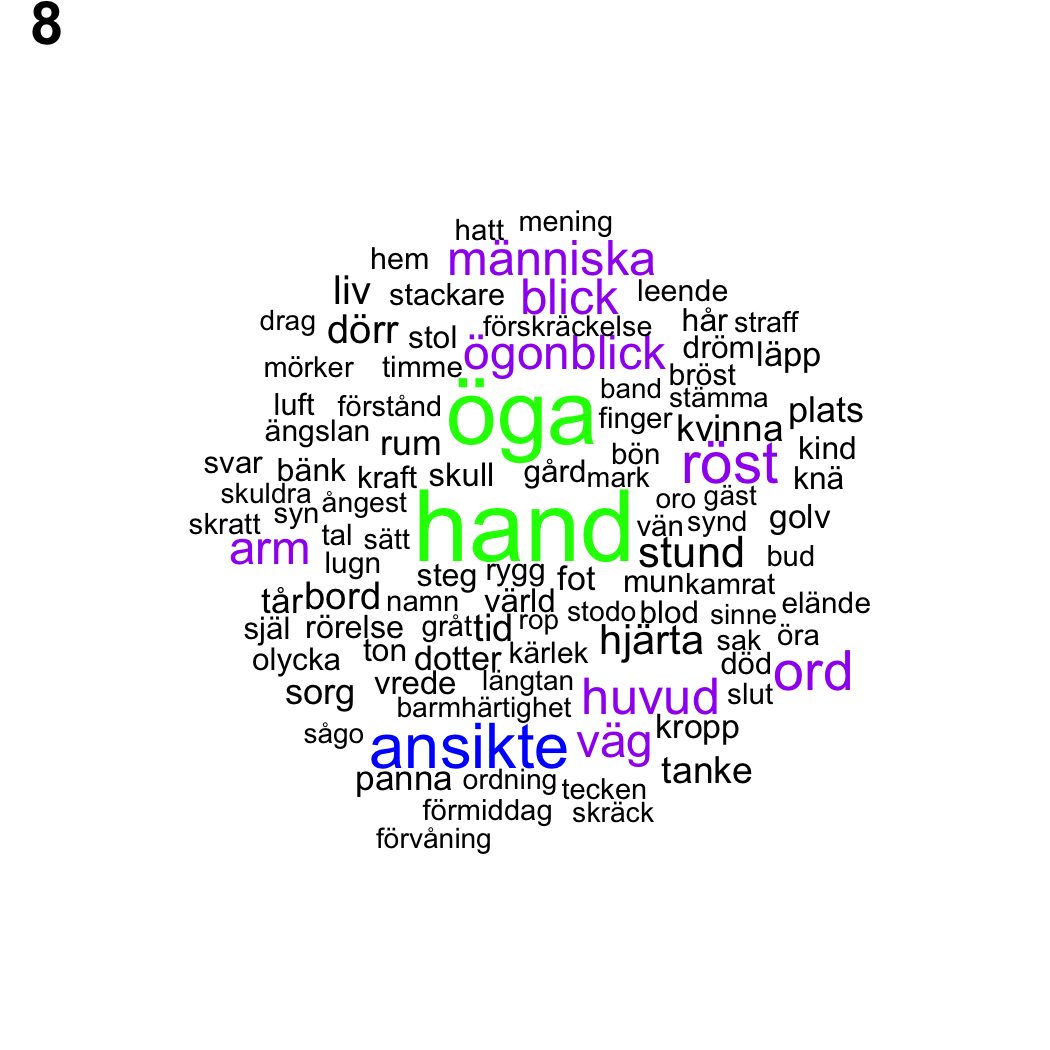 8
hatt mening
hem människa
liv stackare blick leende
drag dörr stol förskräckelse hår straff
mörker timme ögonblick dröm läpp
luft förstånd öga band bröst
finger stämma kvinna plats
ängslan rum bön röst kind
svar bänk kraft skull gård mark knä
skuldra ångest hand oro gäst
skratt syn tal sätt vän synd golv
arm lugn stund bud
steg rygg fot mun kamrat
tår bord namn värld stodo blod sinne elände
själ rörelse gråt tid rop hjärta sak öra
olycka ton dotter kärlek död ord
sorg vrede längtan huvud slut
barmhärtighet
sågo ansikte väg kropp
panna ordning tecken tanke
förmiddag skräck
förvåning